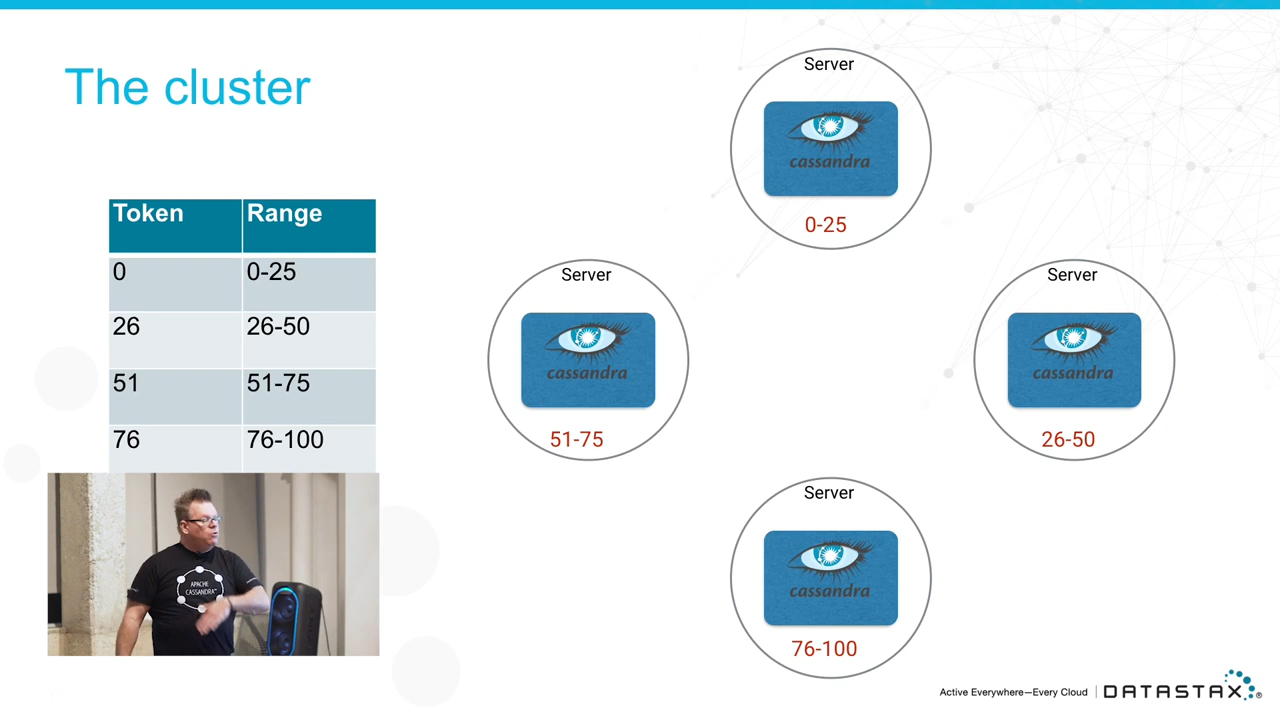 The cluster
Token Range
0 0-25
26 26-50
51 51-75
76 76-100
Server
cassandra
0-25
Server
cassandra
51-75
Server
cassandra
26-50
Server
cassandra
76-100
APACHE
CASSANDRA
Active Everywhere—Every Cloud
DATASTAX®